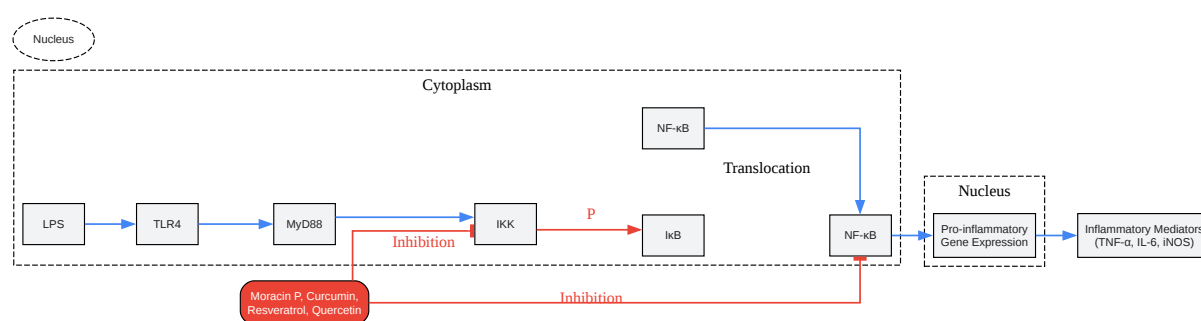 Nucleus
Cytoplasm
NF-κB
Translocation
Nucleus
LPS
TLR4
MyD88
IKK
P
IκB
NF-κB
Pro-inflammatory
Gene Expression
Inflammatory Mediators
(TNF-α, IL-6, iNOS)
Inhibition
Moracin P, Curcumin,
Resveratrol, Quercetin
Inhibition